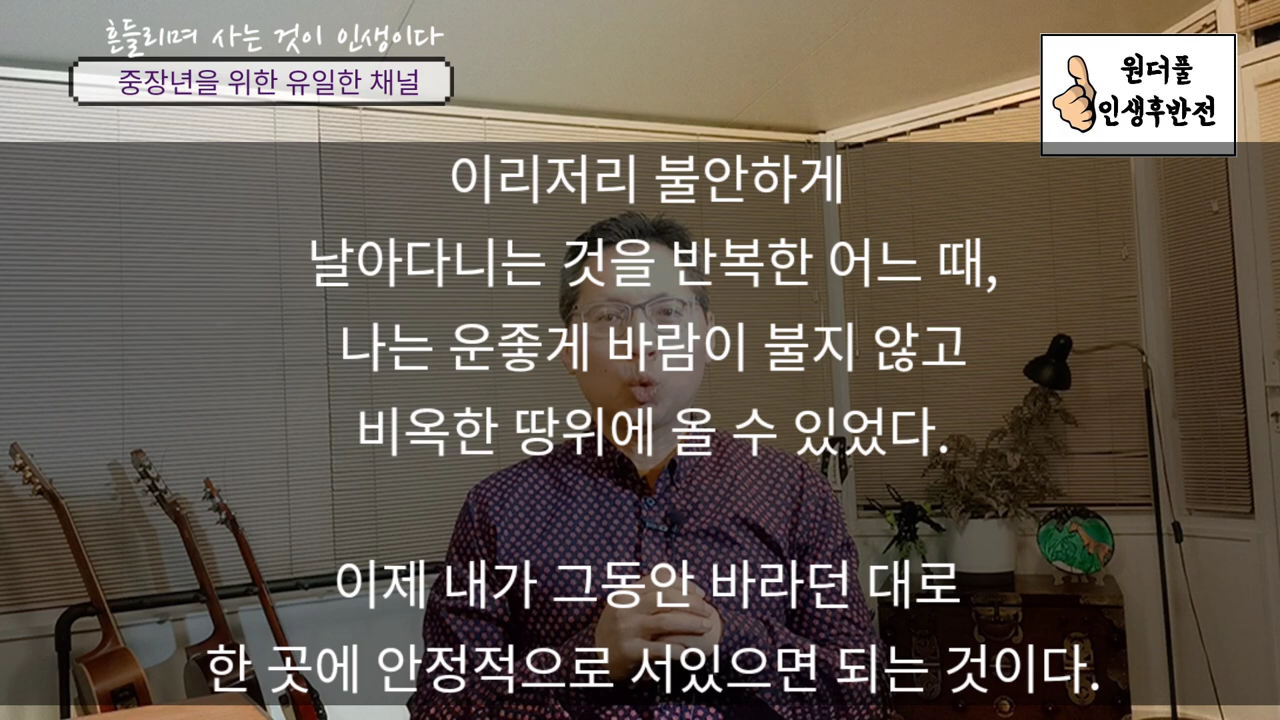 흔들리며 사는 것이 인생이다
중장년을 위한 유일한 채널
원더풀
인생후반전
이리저리 불안하게
날아다니는 것을 반복한 어느 때,
나는 운좋게 바람이 불지 않고
비옥한 땅위에 올 수 있었다.
이제 내가 그동안 바라던 대로
한 곳에 안정적으로 서있으면 되는 것이다.